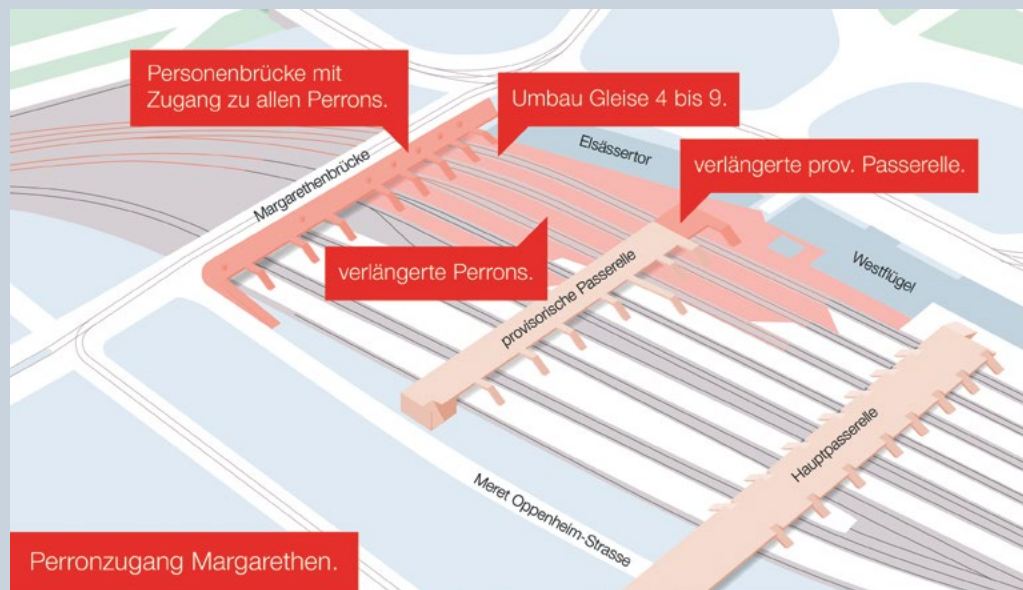 Personenbrücke mit
Zugang zu allen Perrons.
Umbau Gleise 4 bis 9.
Elsässertor
verlängerte prov. Passerelle.
Margarethenbrücke
verlängerte Perrons.
Westflügel
provisorische Passerelle
Hauptpasserelle
Meret Oppenheim-Strasse
Perronzugang Margarethen.